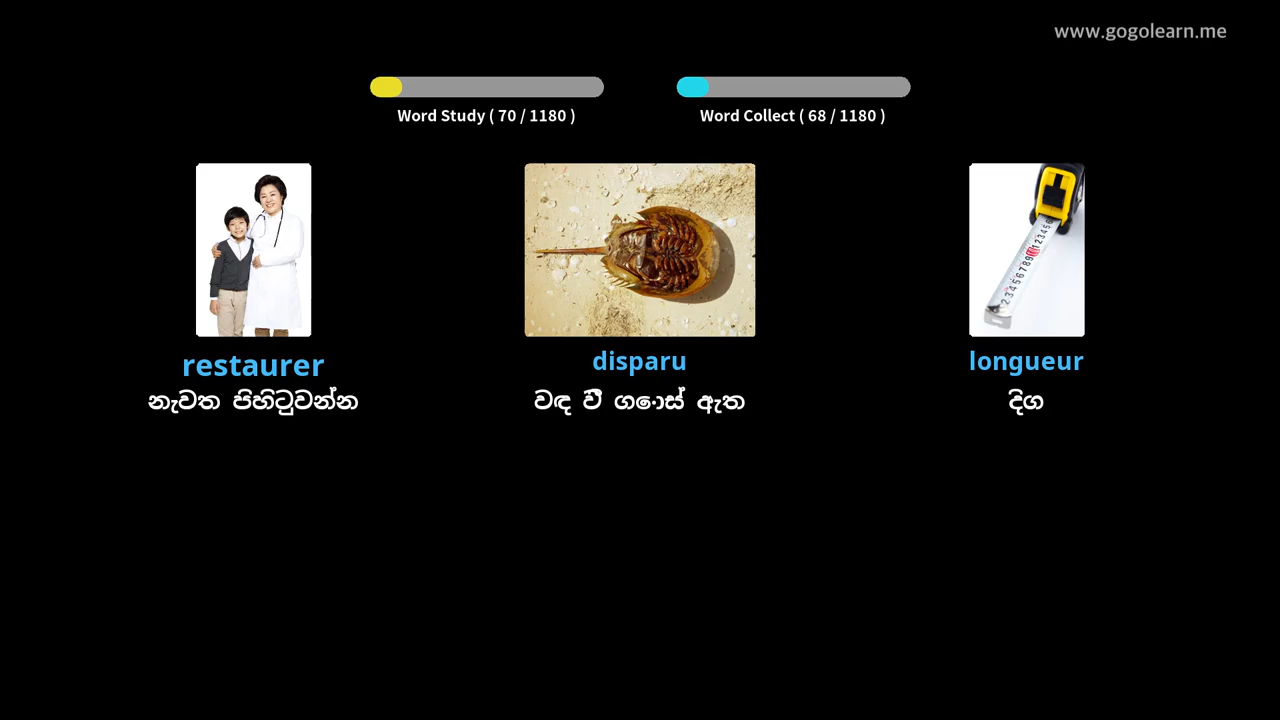 www.gogolearn.me
Word Study ( 70 / 1180 )
Word Collect ( 68 / 1180 )
restaurer
නැවත පිහිටුවන්න
disparu
වඳ වී ගොස් ඇත
longueur
දිග